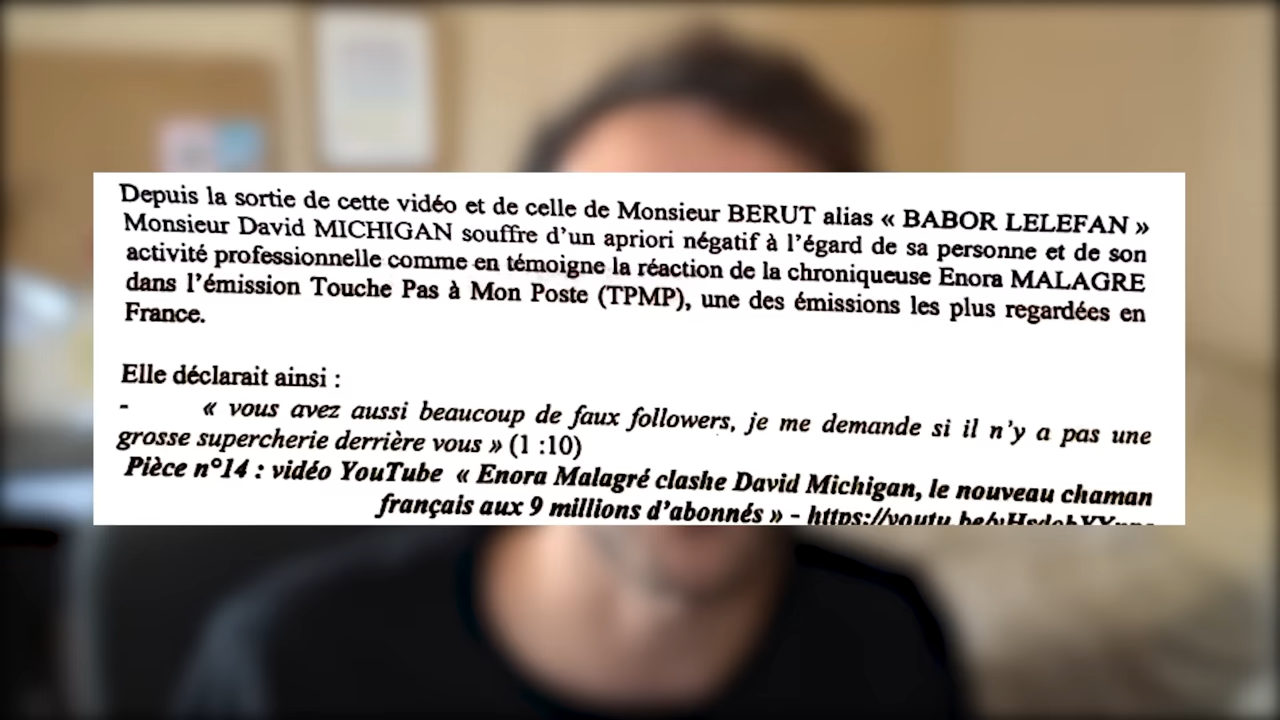 Depuis la sortie de cette vidéo et de celle de Monsieur BERUT alias « BABOR LELEFAN »
Monsieur David MICHIGAN souffre d'un apriori négatif à l'égard de sa personne et de son
activité professionnelle comme en témoigne la réaction de la chroniqueuse Enora MALAGRE
dans l'émission Touche Pas à Mon Poste (TPMP), une des émissions les plus regardées en
France.
Elle déclarait ainsi :
- « vous avez aussi beaucoup de faux followers, je me demande si il n'y a pas une
grosse supercherie derrière vous » (1 :10)
Pièce n°14 : vidéo YouTube « Enora Malagré clashe David Michigan, le nouveau chaman
français aux 9 millions d'abonnés » -